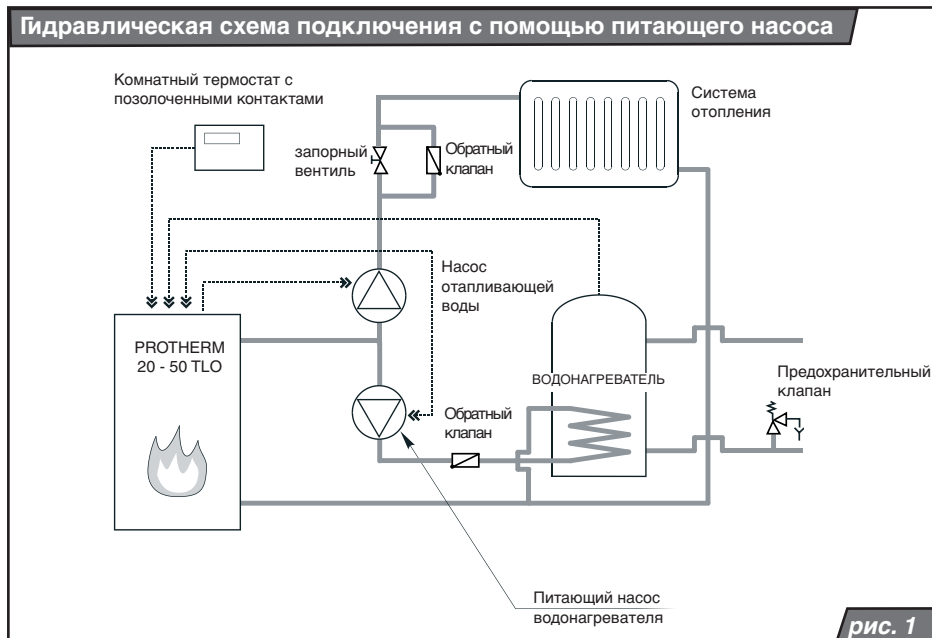 Гидравлическая схема подключения с помощью питающего насоса
Комнатный термостат с
позолоченными контактами
Система
отопления
запорный
вентиль
Обратный
клапан
Насос
отапливающей
воды
PROTHERM
20 - 50 TLO
ВОДОНАГРЕВАТЕЛЬ
Предохранительный
клапан
Обратный
клапан
Питающий насос
водонагревателя
рис. 1